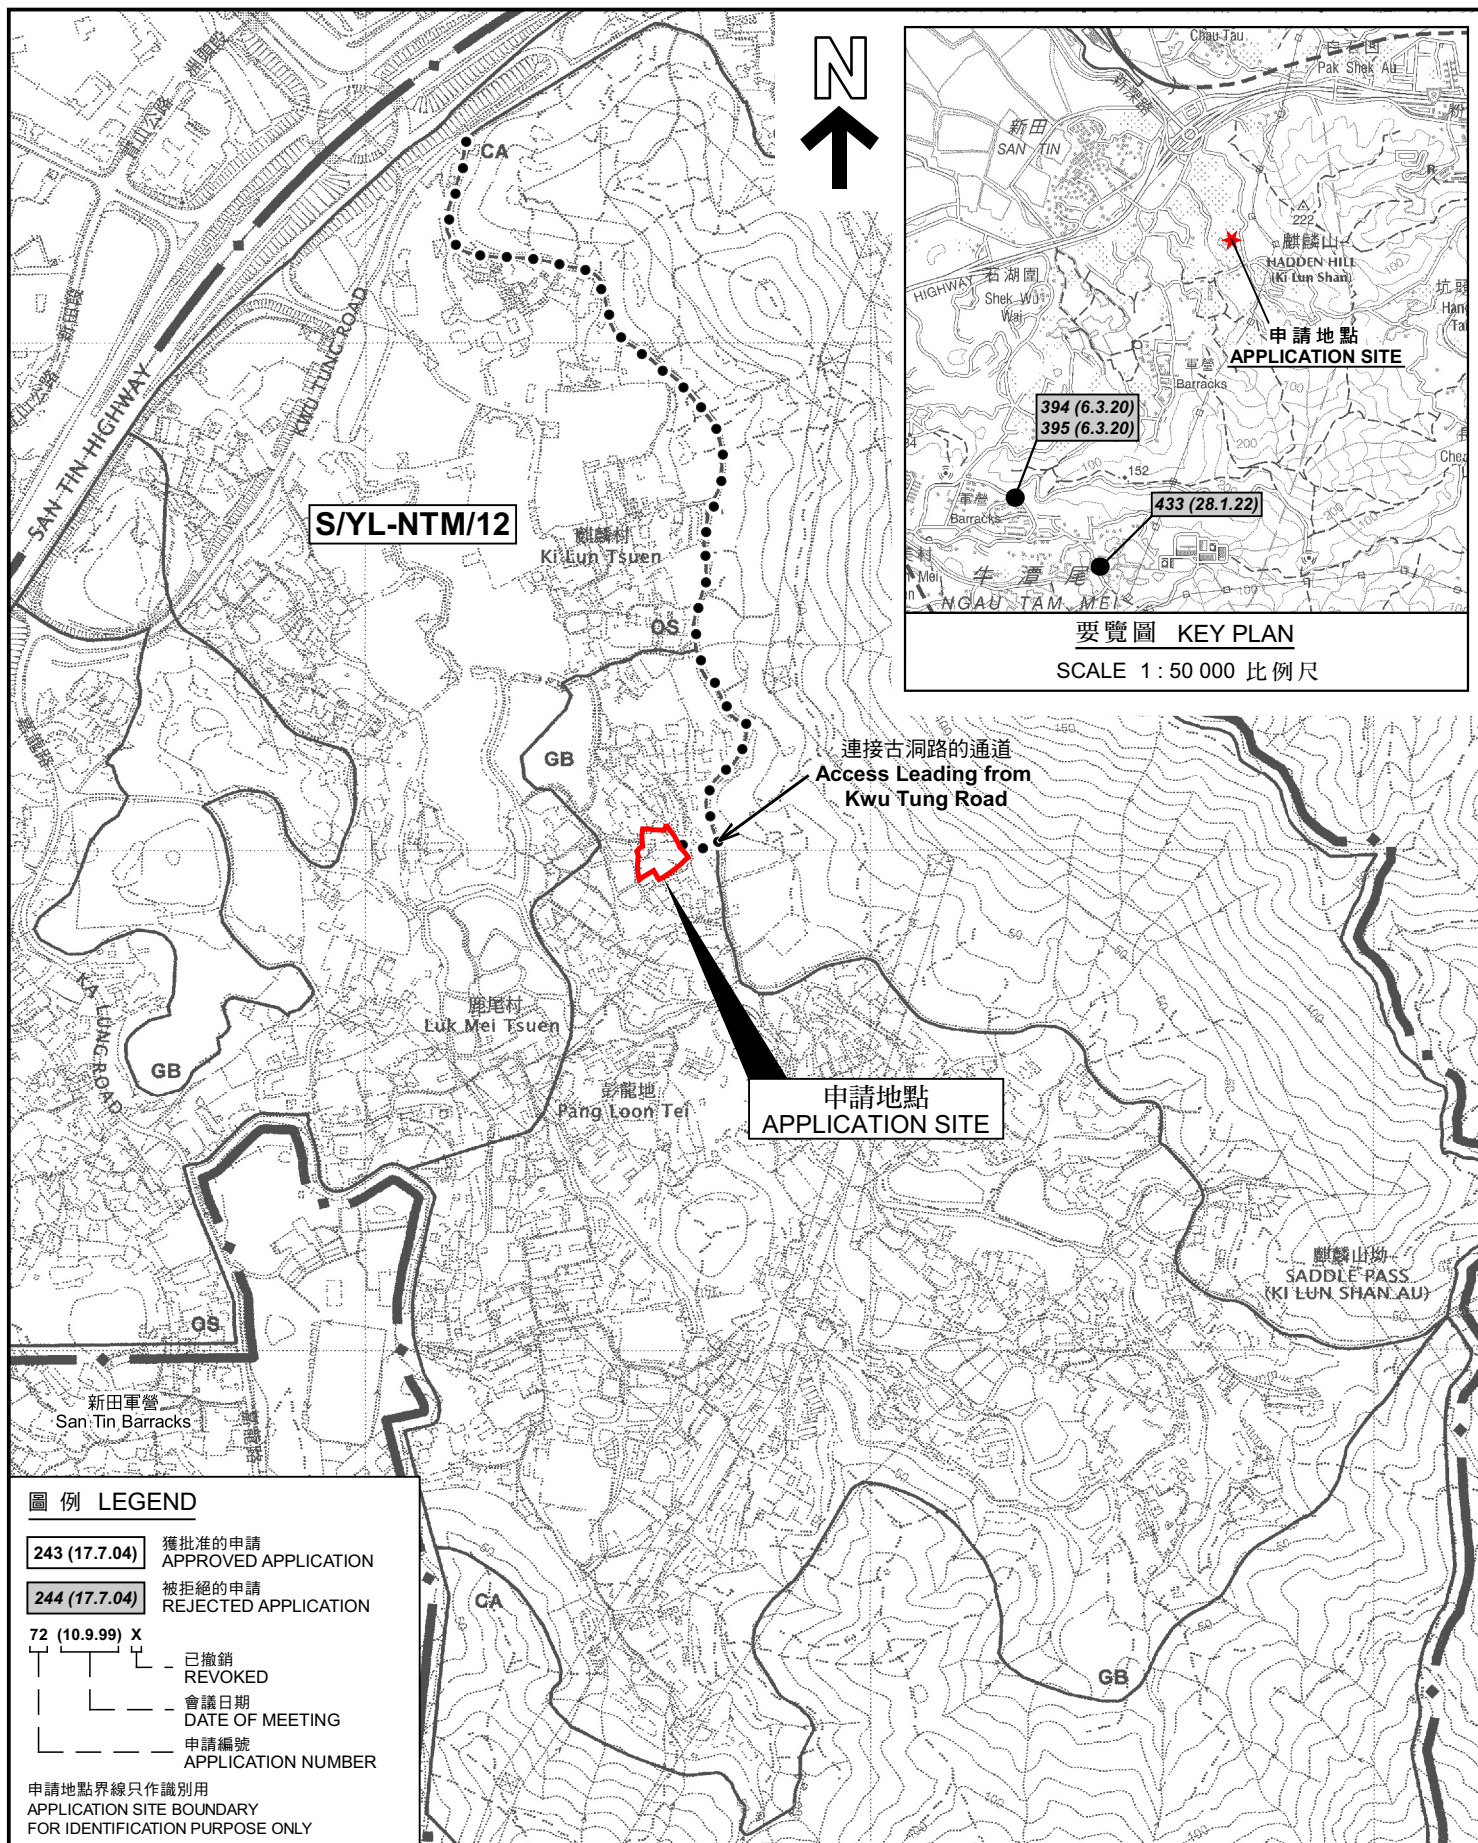 N
CA
SAN TIN HIGHWAY
KWU TUNG ROAD
S/YL-NTM/12
麒麟村
Ki Lun Tsuen
OS
GB
連接古洞路的通道
Access Leading from
Kwu Tung Road
鹿尾村
Luk Mei Tsuen
KA LUNG ROAD
GB
彭龍地
Pang Loon Tei
申請地點
APPLICATION SITE
OS
新田軍營
San Tin Barracks
麒麟山坳
SADDLE PASS
(KI LUN SHAN AU)
CA
GB
50
50
100
100
150
Chau Tau
Pak Shek Au
新田
SAN TIN
222
麒麟山
HADDEN HILL
(Ki Lun Shan)
石湖圍
Shek Wu
Wai
HIGHWAY
申請地點
APPLICATION SITE
軍營
Barracks
394 (6.3.20)
395 (6.3.20)
152
200
軍營
Barracks
433 (28.1.22)
牛潭尾
NGAU TAM MEI
要覽圖 KEY PLAN
SCALE 1 : 50 000 比例尺
圖例 LEGEND
243 (17.7.04)
獲批准的申請
APPROVED APPLICATION
244 (17.7.04)
被拒絕的申請
REJECTED APPLICATION
72 (10.9.99) X
已撤銷
REVOKED
會議日期
DATE OF MEETING
申請編號
APPLICATION NUMBER
申請地點界線只作識別用
APPLICATION SITE BOUNDARY
FOR IDENTIFICATION PURPOSE ONLY